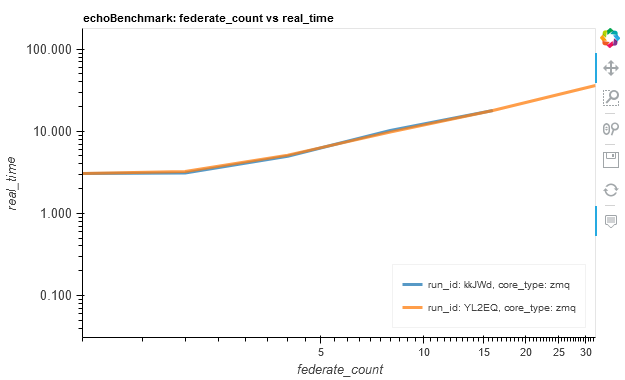 echoBenchmark: federate_count vs real_time
100.000
10.000
1.000
0.100
real_time
run_id: kkJWd, core_type: zmq
run_id: YL2EQ, core_type: zmq
5
10
15
20
25
30
federate_count